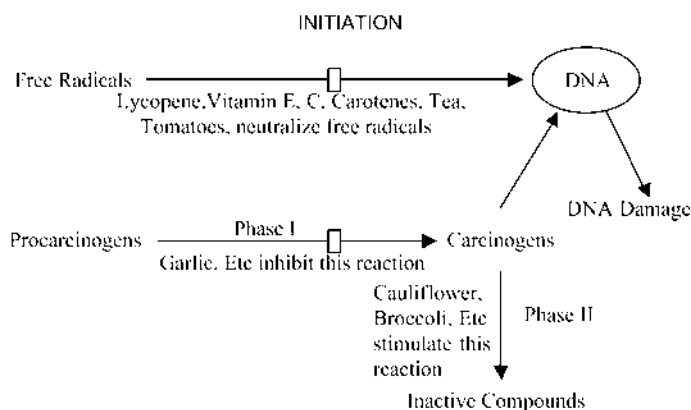 INITIATION
Free Radicals
DNA
Lycopene,Vitamin E, C. Carotenes, Tea,
Tomatoes, neutralize free radicals
DNA Damage
Phase I
Procarcinogens
Carcinogens
Garlic. Etc inhibit this reaction
Cauliflower,
Broccoli, Etc
stimulate this
reaction
Phase II
Inactive Compounds